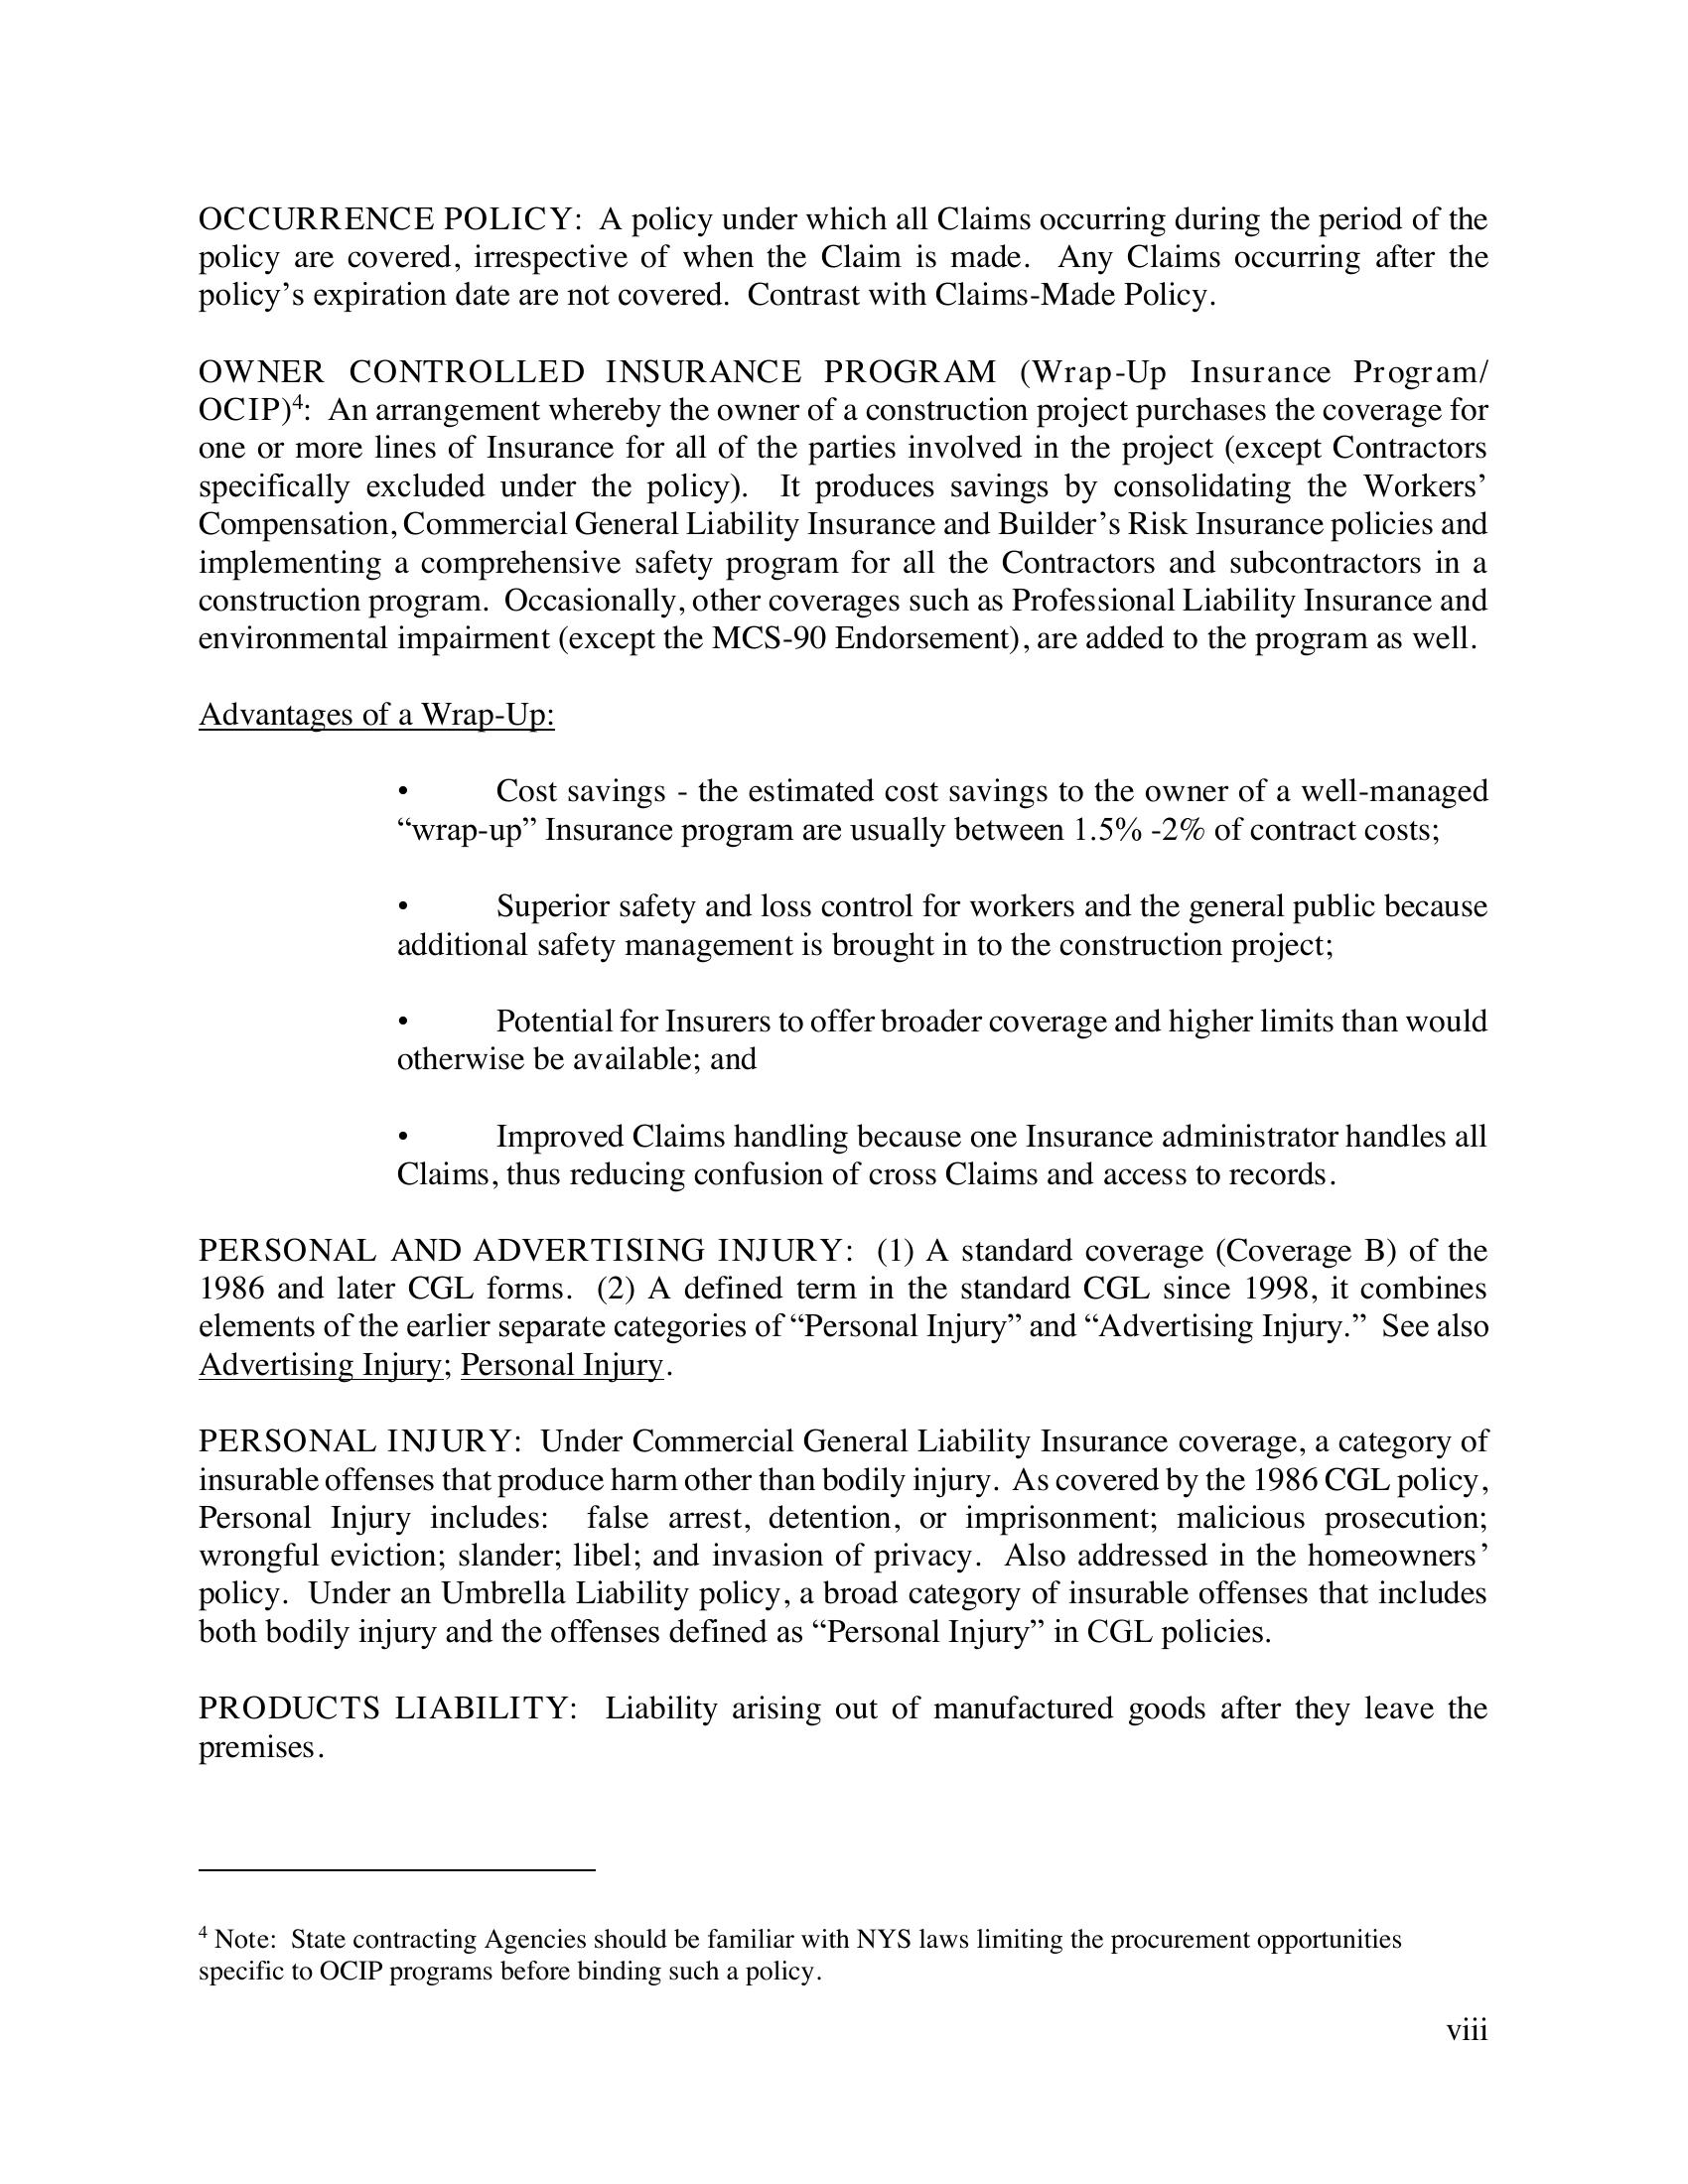 OCCURRENCE POLICY:  A policy under which all Claims occurring during the period of the
policy are covered, irrespective of when the Claim is made.  Any Claims occurring after the
policy’s expiration date are not covered.  Contrast with Claims-Made Policy.
OWNER CONTROLLED INSURANCE PROGRAM (Wrap-Up Insurance Program/
OCIP)⁴:  An arrangement whereby the owner of a construction project purchases the coverage for
one or more lines of Insurance for all of the parties involved in the project (except Contractors
specifically excluded under the policy).  It produces savings by consolidating the Workers’
Compensation, Commercial General Liability Insurance and Builder’s Risk Insurance policies and
implementing a comprehensive safety program for all the Contractors and subcontractors in a
construction program.  Occasionally, other coverages such as Professional Liability Insurance and
environmental impairment (except the MCS-90 Endorsement), are added to the program as well.
Advantages of a Wrap-Up:
• Cost savings - the estimated cost savings to the owner of a well-managed
“wrap-up” Insurance program are usually between 1.5% -2% of contract costs;
• Superior safety and loss control for workers and the general public because
additional safety management is brought in to the construction project;
• Potential for Insurers to offer broader coverage and higher limits than would
otherwise be available; and
• Improved Claims handling because one Insurance administrator handles all
Claims, thus reducing confusion of cross Claims and access to records.
PERSONAL AND ADVERTISING INJURY:  (1) A standard coverage (Coverage B) of the
1986 and later CGL forms.  (2) A defined term in the standard CGL since 1998, it combines
elements of the earlier separate categories of “Personal Injury” and “Advertising Injury.”  See also
Advertising Injury; Personal Injury.
PERSONAL INJURY:  Under Commercial General Liability Insurance coverage, a category of
insurable offenses that produce harm other than bodily injury.  As covered by the 1986 CGL policy,
Personal Injury includes:  false arrest, detention, or imprisonment; malicious prosecution;
wrongful eviction; slander; libel; and invasion of privacy.  Also addressed in the homeowners’
policy.  Under an Umbrella Liability policy, a broad category of insurable offenses that includes
both bodily injury and the offenses defined as “Personal Injury” in CGL policies.
PRODUCTS LIABILITY:  Liability arising out of manufactured goods after they leave the
premises.
⁴ Note:  State contracting Agencies should be familiar with NYS laws limiting the procurement opportunities
specific to OCIP programs before binding such a policy.
viii